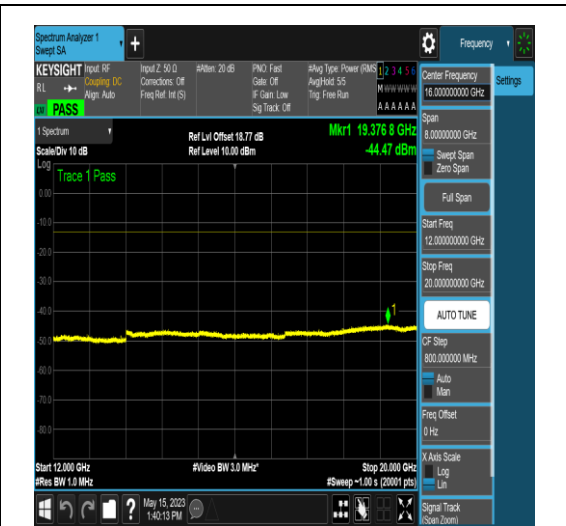 Spectrum Analyzer 1
Swept SA
+
Frequency
KEYSIGHT
Input: RF
Coupling: DC
Align: Auto
Input Z: 50 Ω
Corrections: Off
Freq Ref: Int (S)
#Atten: 20 dB
PNO: Fast
Gate: Off
IF Gain: Low
Sig Track: Off
#Avg Type: Power (RMS
Avg|Hold: 5/5
Trig: Free Run
1 2 3 4 5 6
M W W W W W
A A A A A A
RL
PASS
1 Spectrum
Scale/Div 10 dB
Ref Lvl Offset 18.77 dB
Ref Level 10.00 dBm
Mkr1 19.376 8 GHz
-44.47 dBm
Log
Trace 1 Pass
0.00
-10.0
-20.0
-30.0
-40.0
-50.0
-60.0
-70.0
-80.0
1
Start 12.000 GHz
#Res BW 1.0 MHz
#Video BW 3.0 MHz*
Stop 20.000 GHz
#Sweep ~1.00 s (20001 pts)
?
May 15, 2023
1:40:13 PM
Center Frequency
16.000000000 GHz
Settings
Span
8.00000000 GHz
Swept Span
Zero Span
Full Span
Start Freq
12.000000000 GHz
Stop Freq
20.000000000 GHz
AUTO TUNE
CF Step
800.000000 MHz
Auto
Man
Freq Offset
0 Hz
X Axis Scale
Log
Lin
Signal Track
(Span Zoom)